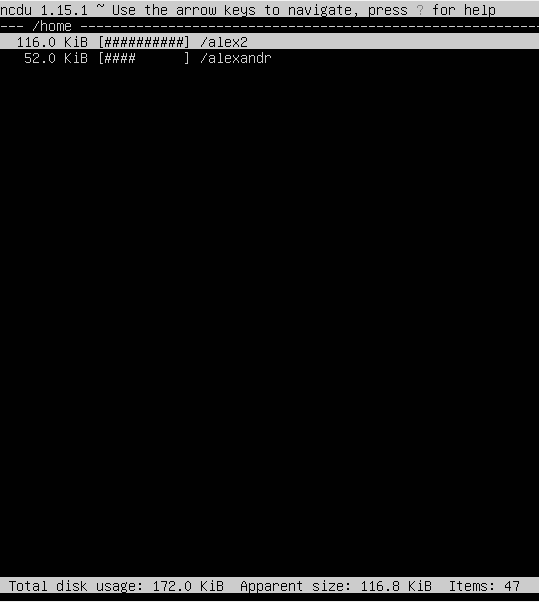 ncdu 1.15.1 ~ Use the arrow keys to navigate, press ? for help
--- /home ----------------------------------------------------------
116.0 KiB [##########] /alex2
52.0 KiB [####      ] /alexandr
Total disk usage: 172.0 KiB  Apparent size: 116.8 KiB  Items: 47